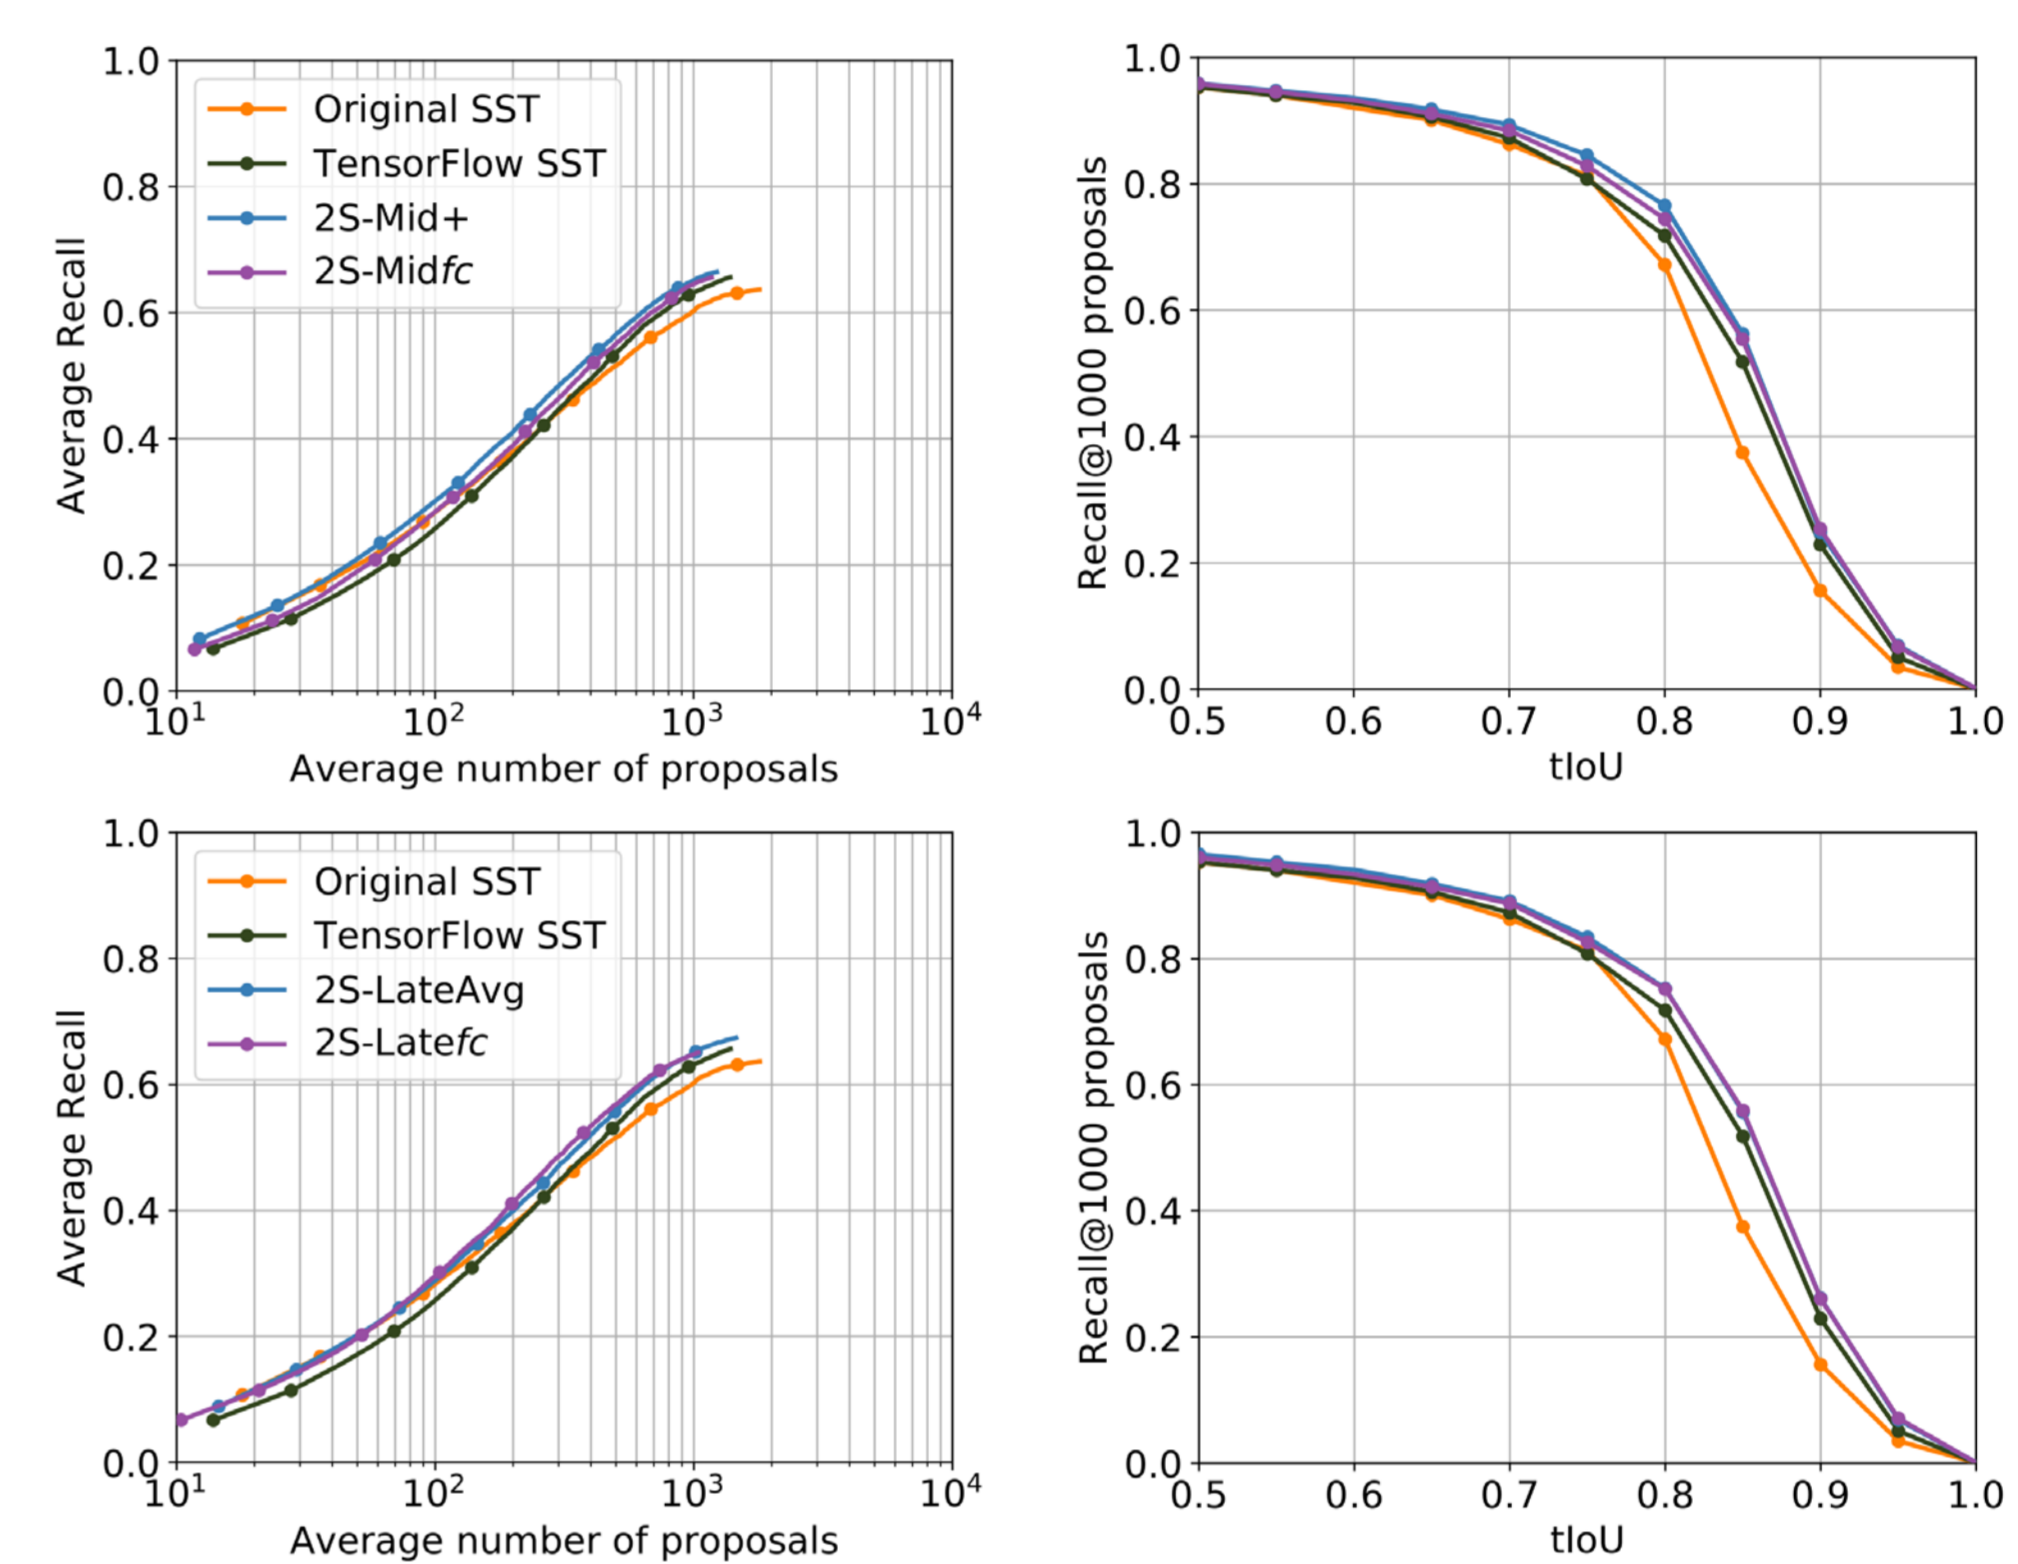 1.0
0.8
0.6
0.4
0.2
0.0
Average Recall
Original SST
TensorFlow SST
2S-Mid+
2S-Midfc
10¹ 10² 10³ 10⁴
Average number of proposals
1.0
0.8
0.6
0.4
0.2
0.0
Recall@1000 proposals
0.5 0.6 0.7 0.8 0.9 1.0
tIoU
1.0
0.8
0.6
0.4
0.2
0.0
Average Recall
Original SST
TensorFlow SST
2S-LateAvg
2S-Latefc
10¹ 10² 10³ 10⁴
Average number of proposals
1.0
0.8
0.6
0.4
0.2
0.0
Recall@1000 proposals
0.5 0.6 0.7 0.8 0.9 1.0
tIoU